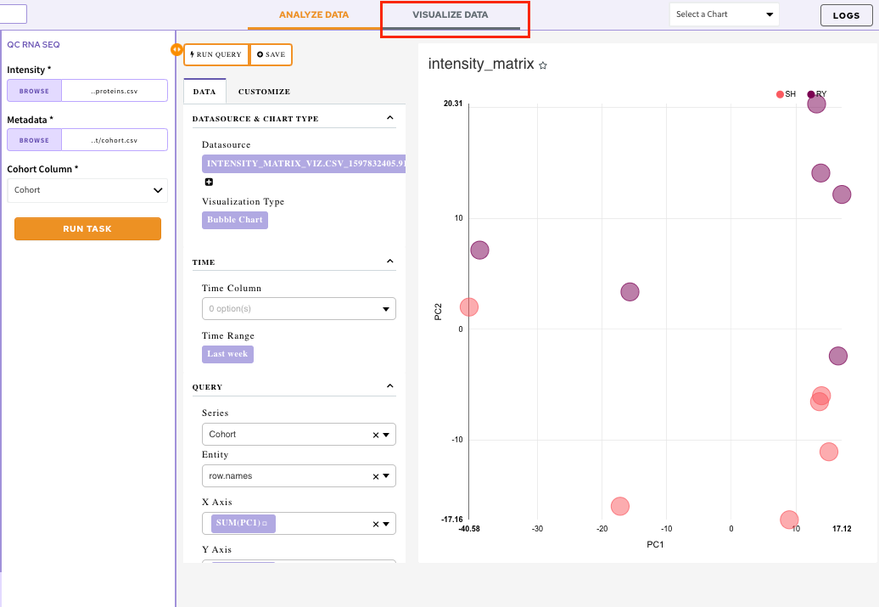 ANALYZE DATA
VISUALIZE DATA
Select a Chart
LOGS
QC RNA SEQ
Intensity *
BROWSE
..proteins.csv
Metadata *
BROWSE
..t/cohort.csv
Cohort Column *
Cohort
RUN TASK
RUN QUERY
SAVE
DATA
CUSTOMIZE
DATASOURCE & CHART TYPE
Datasource
INTENSITY_MATRIX_VIZ.CSV_1597832405.91
Visualization Type
Bubble Chart
TIME
Time Column
0 option(s)
Time Range
Last week
QUERY
Series
Cohort
Entity
row.names
X Axis
SUM(PC1)
Y Axis
intensity_matrix
SH
RY
20.31
10
0
-10
-17.16
PC2
-40.58
-30
-20
-10
0
10
17.12
PC1